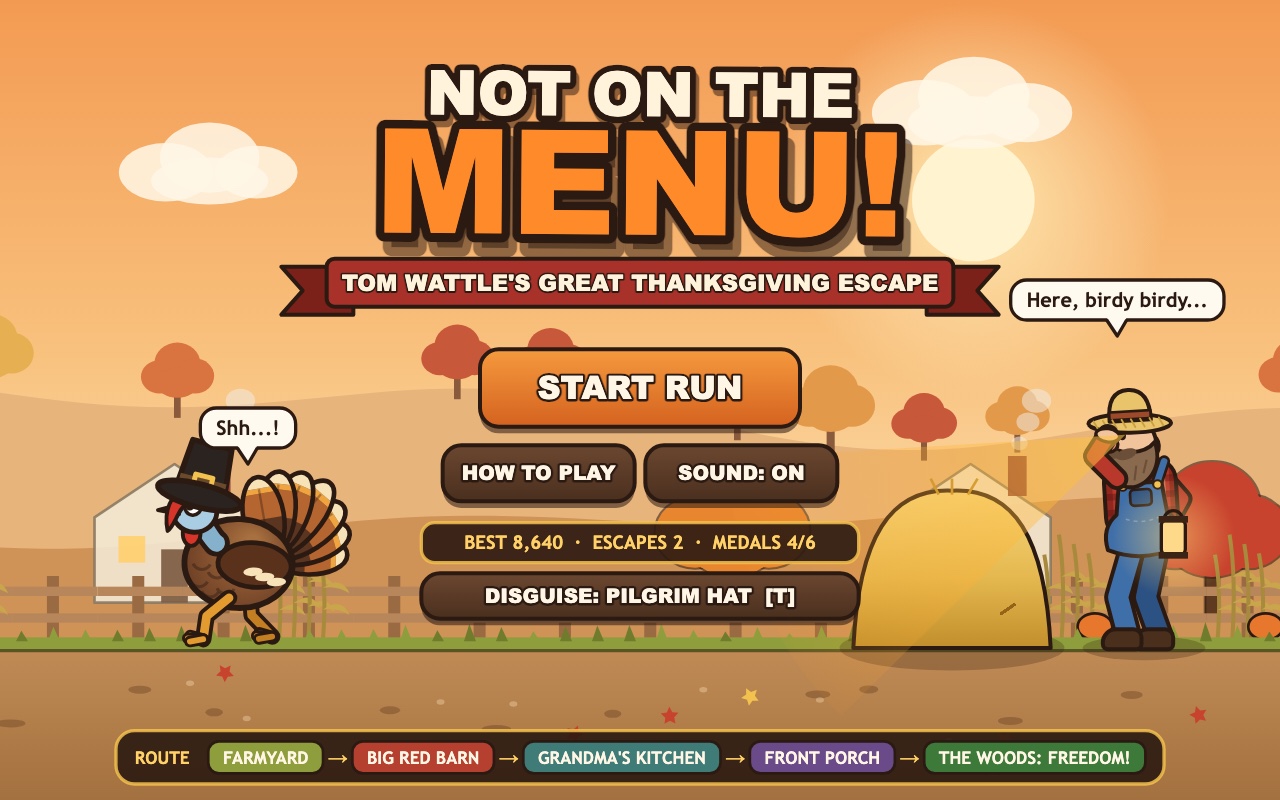 NOT ON THE
MENU!
TOM WATTLE'S GREAT THANKSGIVING ESCAPE
Here, birdy birdy...
START RUN
Shh...!
HOW TO PLAY
SOUND: ON
BEST 8,640 · ESCAPES 2 · MEDALS 4/6
DISGUISE: PILGRIM HAT [T]
ROUTE FARMYARD → BIG RED BARN → GRANDMA'S KITCHEN → FRONT PORCH → THE WOODS: FREEDOM!